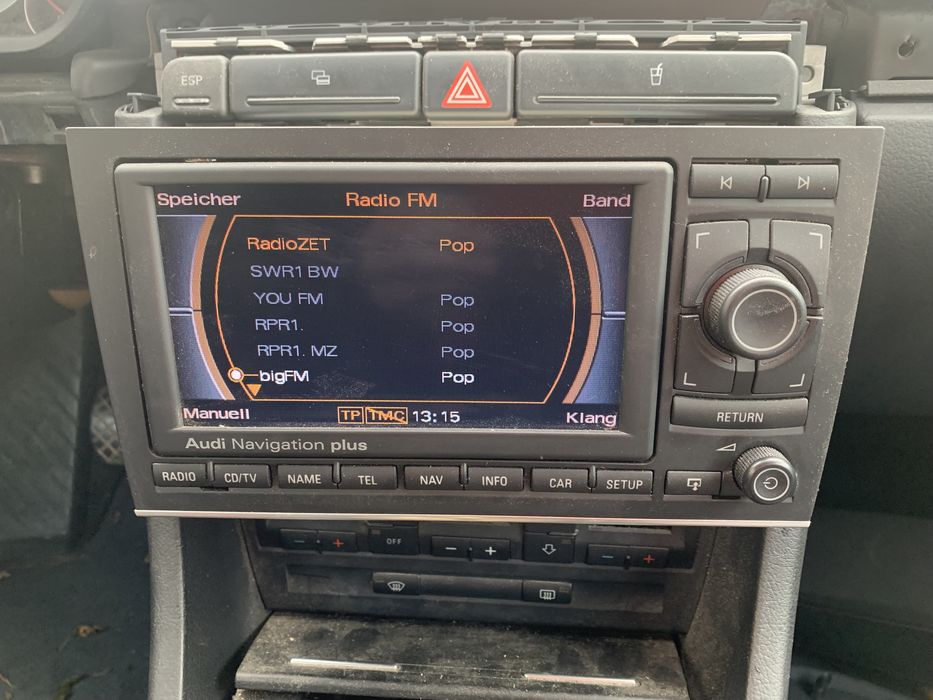 ESP
Speicher Radio FM Band
RadioZET Pop
SWR1 BW
YOU FM Pop
RPR1. Pop
RPR1. MZ Pop
bigFM Pop
Manuell TP TMC 13:15 Klang
Audi Navigation plus
RETURN
RADIO CD/TV NAME TEL NAV INFO CAR SETUP
- + OFF - + - +